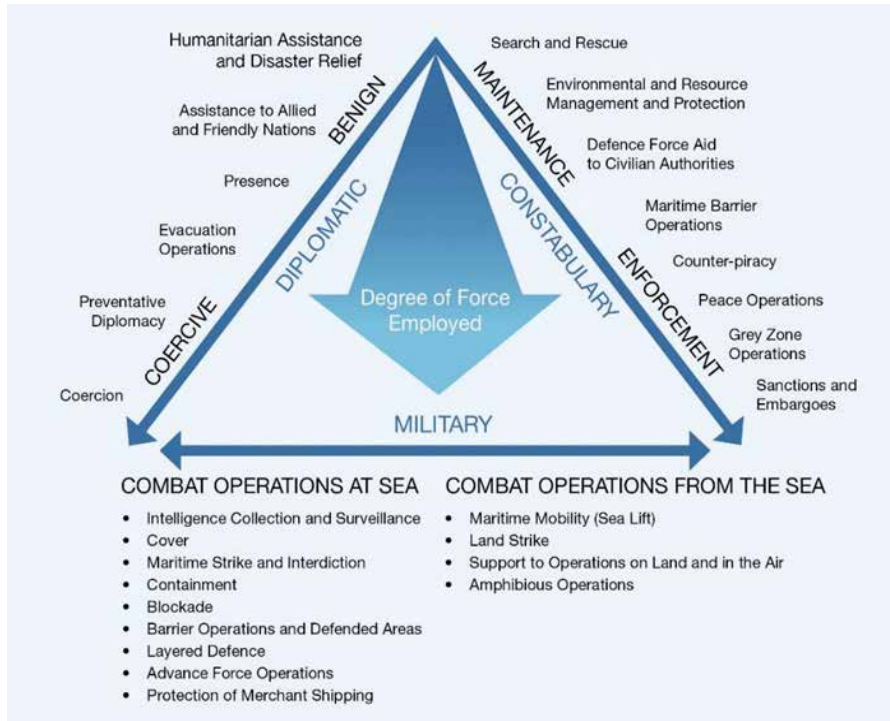 Humanitarian Assistance
and Disaster Relief
Assistance to Allied
and Friendly Nations
Presence
Evacuation
Operations
Preventative
Diplomacy
Coercion
BENIGN
COERCIVE
DIPLOMATIC
Degree of Force
Employed
CONSTABULARY
MAINTENANCE
ENFORCEMENT
Search and Rescue
Environmental and Resource
Management and Protection
Defence Force Aid
to Civilian Authorities
Maritime Barrier
Operations
Counter-piracy
Peace Operations
Grey Zone
Operations
Sanctions and
Embargoes
MILITARY
COMBAT OPERATIONS AT SEA
• Intelligence Collection and Surveillance
• Cover
• Maritime Strike and Interdiction
• Containment
• Blockade
• Barrier Operations and Defended Areas
• Layered Defence
• Advance Force Operations
• Protection of Merchant Shipping
COMBAT OPERATIONS FROM THE SEA
• Maritime Mobility (Sea Lift)
• Land Strike
• Support to Operations on Land and in the Air
• Amphibious Operations